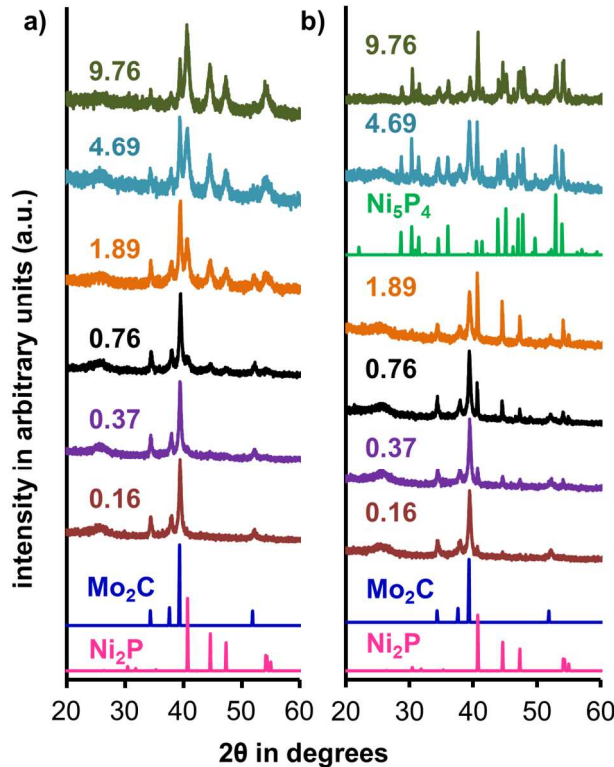 a)
9.76
4.69
1.89
0.76
0.37
0.16
Mo₂C
Ni₂P
20 30 40 50 60
b)
9.76
4.69
Ni₅P₄
1.89
0.76
0.37
0.16
Mo₂C
Ni₂P
20 30 40 50 60
intensity in arbitrary units (a.u.)
2θ in degrees